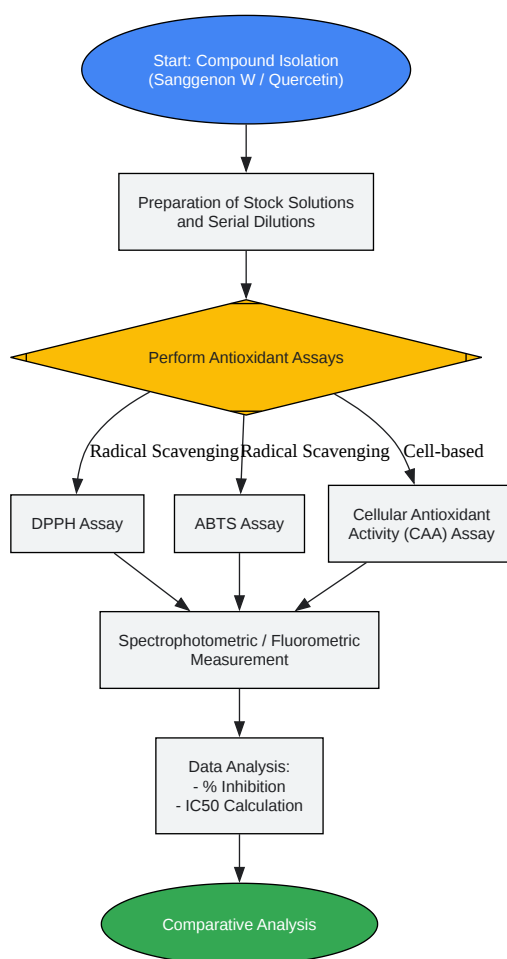 Start: Compound Isolation
(Sanggenon W / Quercetin)
Preparation of Stock Solutions
and Serial Dilutions
Perform Antioxidant Assays
Radical Scavenging
Radical Scavenging
Cell-based
DPPH Assay
ABTS Assay
Cellular Antioxidant
Activity (CAA) Assay
Spectrophotometric / Fluorometric
Measurement
Data Analysis:
- % Inhibition
- IC50 Calculation
Comparative Analysis